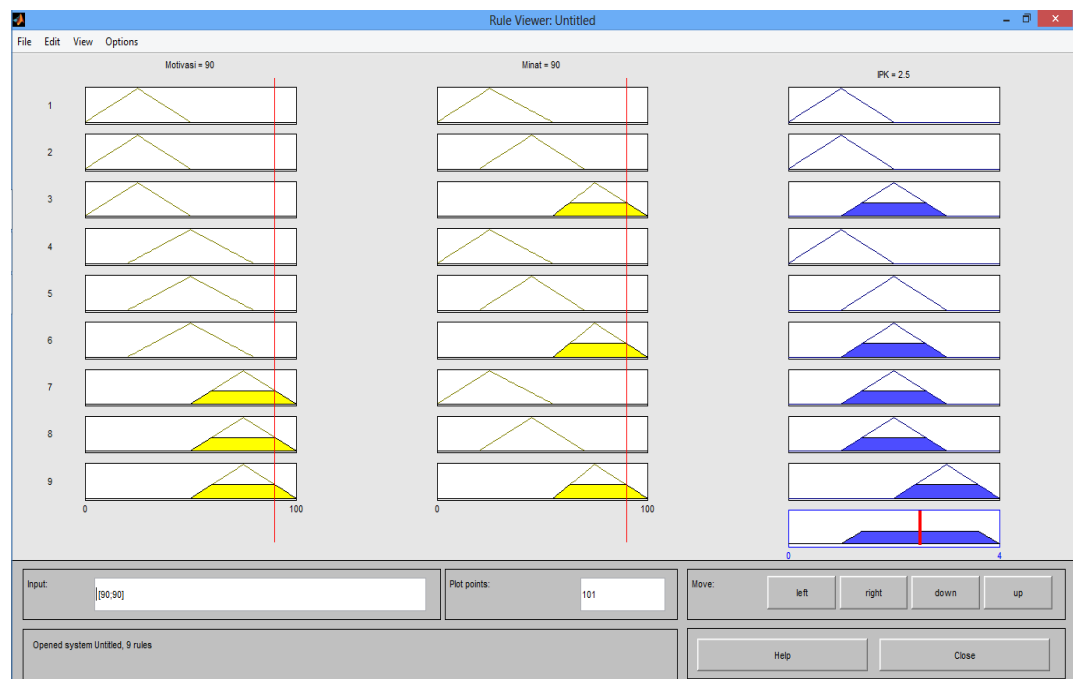 Rule Viewer: Untitled
File Edit View Options
Motivasi = 90
Minat = 90
IPK = 2.5
1
2
3
4
5
6
7
8
9
0 100
0 100
0 4
Input:
[90;90]
Plot points:
101
Move:
left
right
down
up
Opened system Untitled, 9 rules
Help
Close